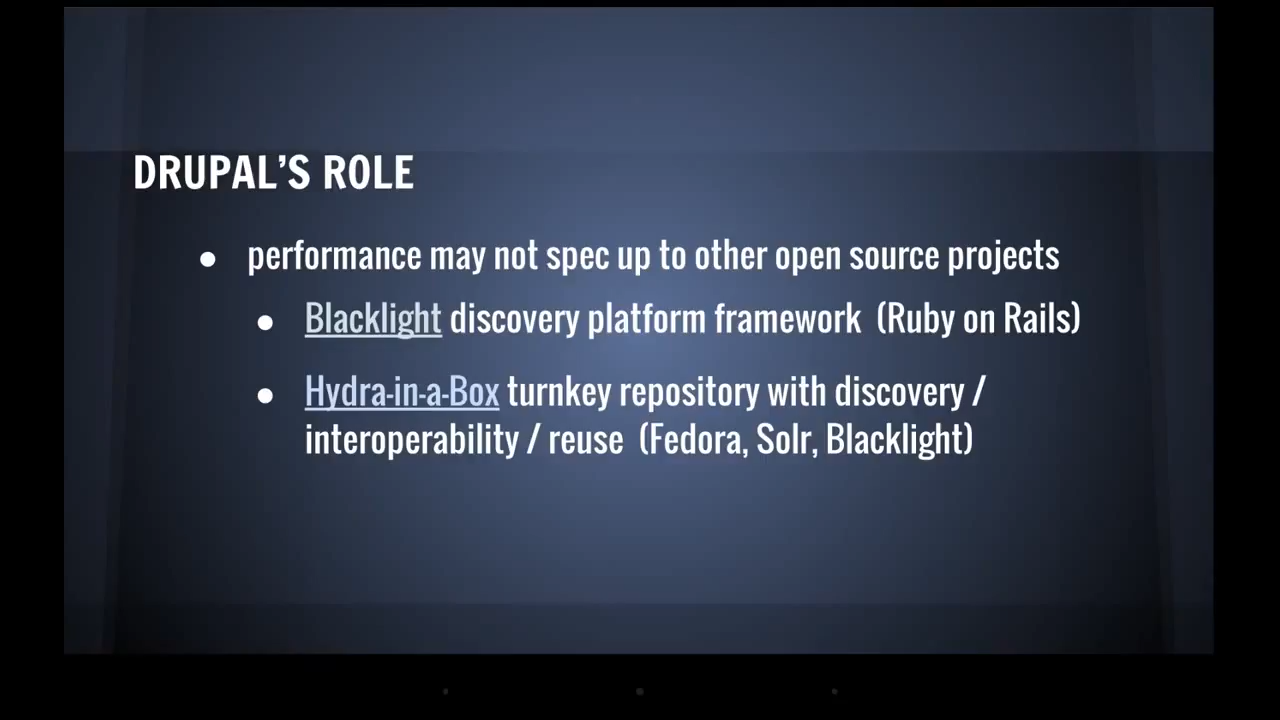 DRUPAL'S ROLE
● performance may not spec up to other open source projects
● Blacklight discovery platform framework (Ruby on Rails)
● Hydra-in-a-Box turnkey repository with discovery /
interoperability / reuse (Fedora, Solr, Blacklight)